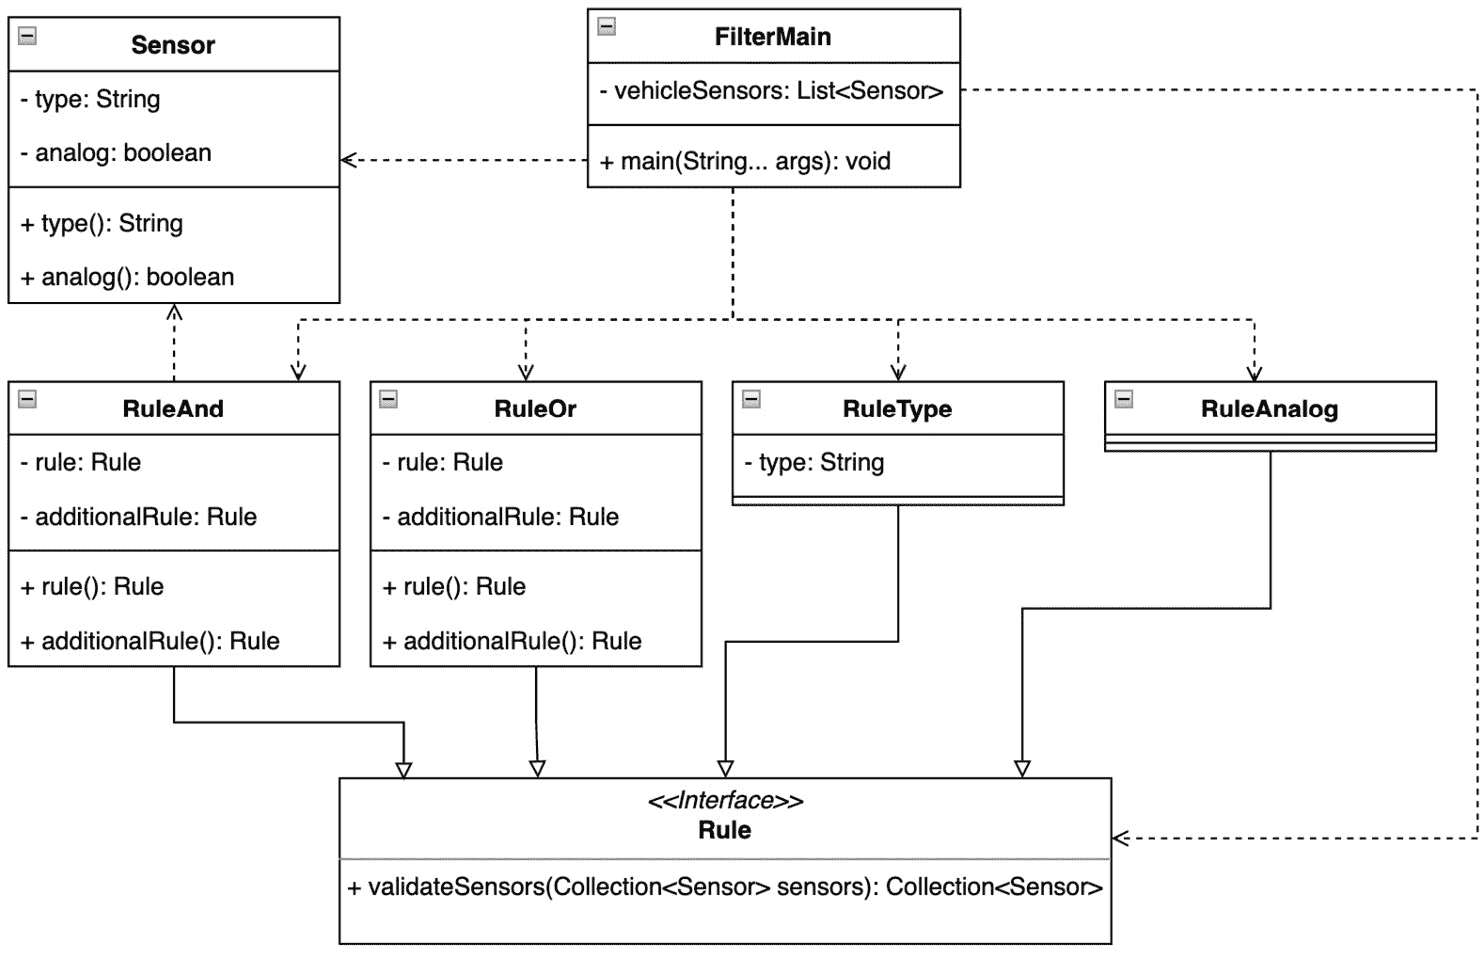 Sensor
- type: String
- analog: boolean
+ type(): String
+ analog(): boolean
FilterMain
- vehicleSensors: List<Sensor>
+ main(String... args): void
RuleAnd
- rule: Rule
- additionalRule: Rule
+ rule(): Rule
+ additionalRule(): Rule
RuleOr
- rule: Rule
- additionalRule: Rule
+ rule(): Rule
+ additionalRule(): Rule
RuleType
- type: String
RuleAnalog
<<Interface>>
Rule
+ validateSensors(Collection<Sensor> sensors): Collection<Sensor>